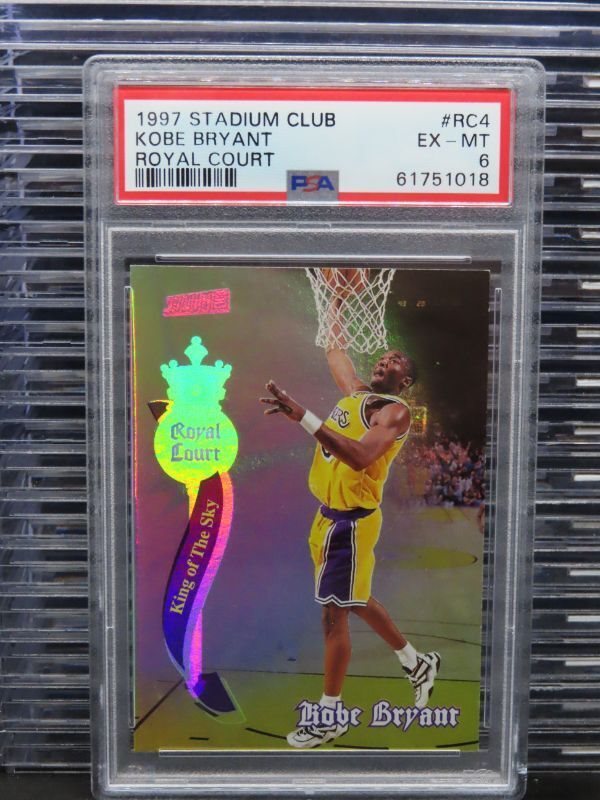 1997 STADIUM CLUB #RC4
KOBE BRYANT EX - MT
ROYAL COURT 6
PSA 61751018
Royal
Court
King of The Sky
Kobe Bryant